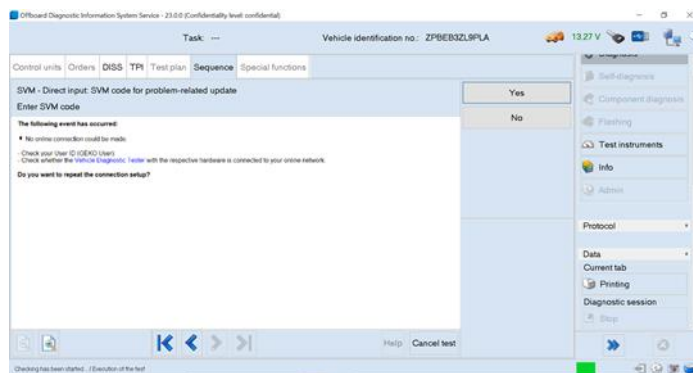 Offboard Diagnostic Information System Service - 23.0.0 (Confidentiality level: confidential)
Task: ---
Vehicle identification no.: ZPBEB3ZL9PLA
13.27 V
Control units Orders DISS TPI Test plan Sequence Special functions
SVM - Direct input: SVM code for problem-related update
Enter SVM code
The following event has occurred:
No online connection could be made.
- Check your User ID (GEKO User)
- Check whether the Vehicle Diagnostic Tester with the respective hardware is connected to your online network.
Do you want to repeat the connection setup?
Yes
No
Self-diagnosis
Component diagnosis
Flashing
Test instruments
Info
Admin
Protocol
Data
Current tab
Printing
Diagnostic session
Stop
Help
Cancel test
Checking has been started... / Execution of the test